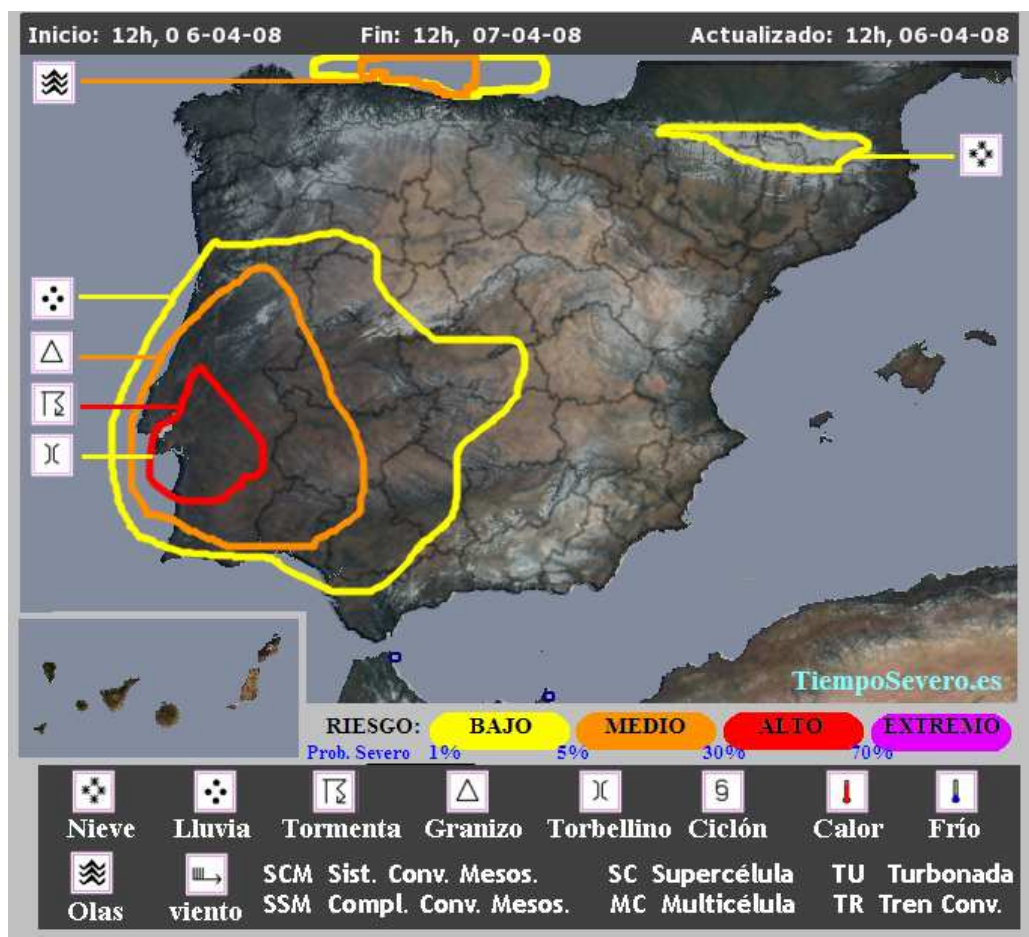 Inicio: 12h, 0 6-04-08 Fin: 12h, 07-04-08 Actualizado: 12h, 06-04-08
TiempoSevero.es
RIESGO: BAJO MEDIO ALTO EXTREMO
Prob. Severo 1% 5% 30% 70%
Nieve Lluvia Tormenta Granizo Torbellino Ciclón Calor Frío
Olas viento
SCM Sist. Conv. Mesos. SC Supercélula TU Turbonada
SSM Compl. Conv. Mesos. MC Multicélula TR Tren Conv.